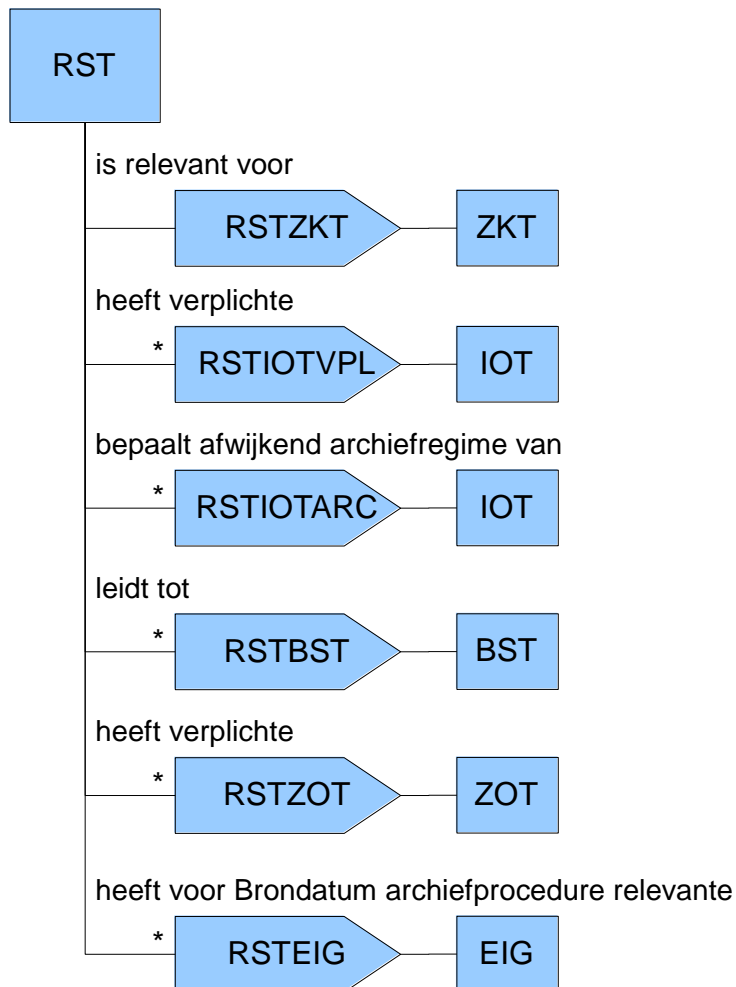 RST
is relevant voor
RSTZKT ZKT
heeft verplichte
* RSTIOTVPL IOT
bepaalt afwijkend archiefregime van
* RSTIOTARC IOT
leidt tot
* RSTBST BST
heeft verplichte
* RSTZOT ZOT
heeft voor Brondatum archiefprocedure relevante
* RSTEIG EIG